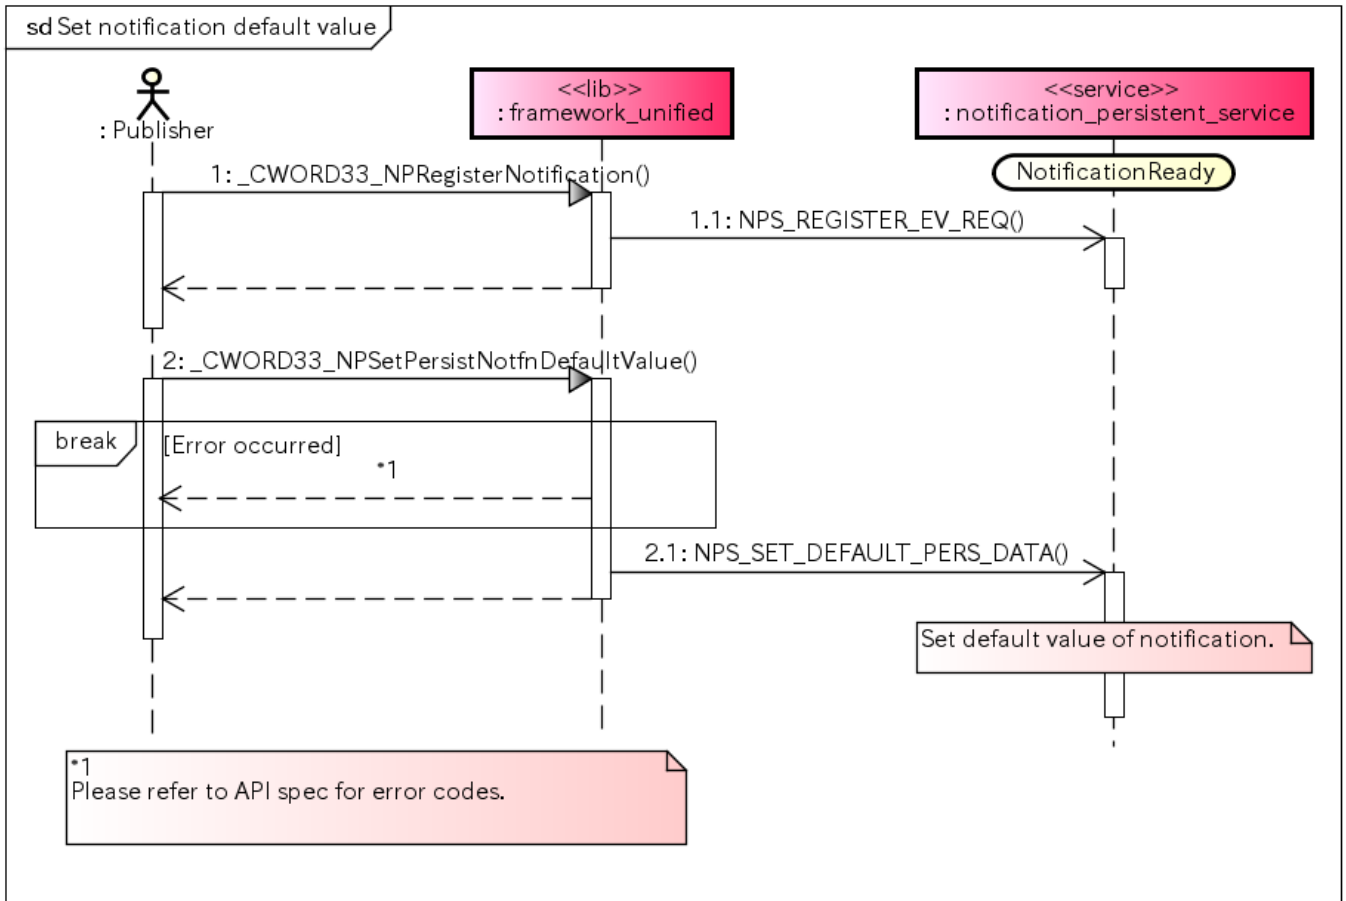 sd Set notification default value
: Publisher
<<lib>>
: framework_unified
<<service>>
: notification_persistent_service
NotificationReady
1: _CWORD33_NPRegisterNotification()
1.1: NPS_REGISTER_EV_REQ()
2: _CWORD33_NPSetPersistNotfnDefaultValue()
break
[Error occurred]
*1
2.1: NPS_SET_DEFAULT_PERS_DATA()
Set default value of notification.
*1
Please refer to API spec for error codes.